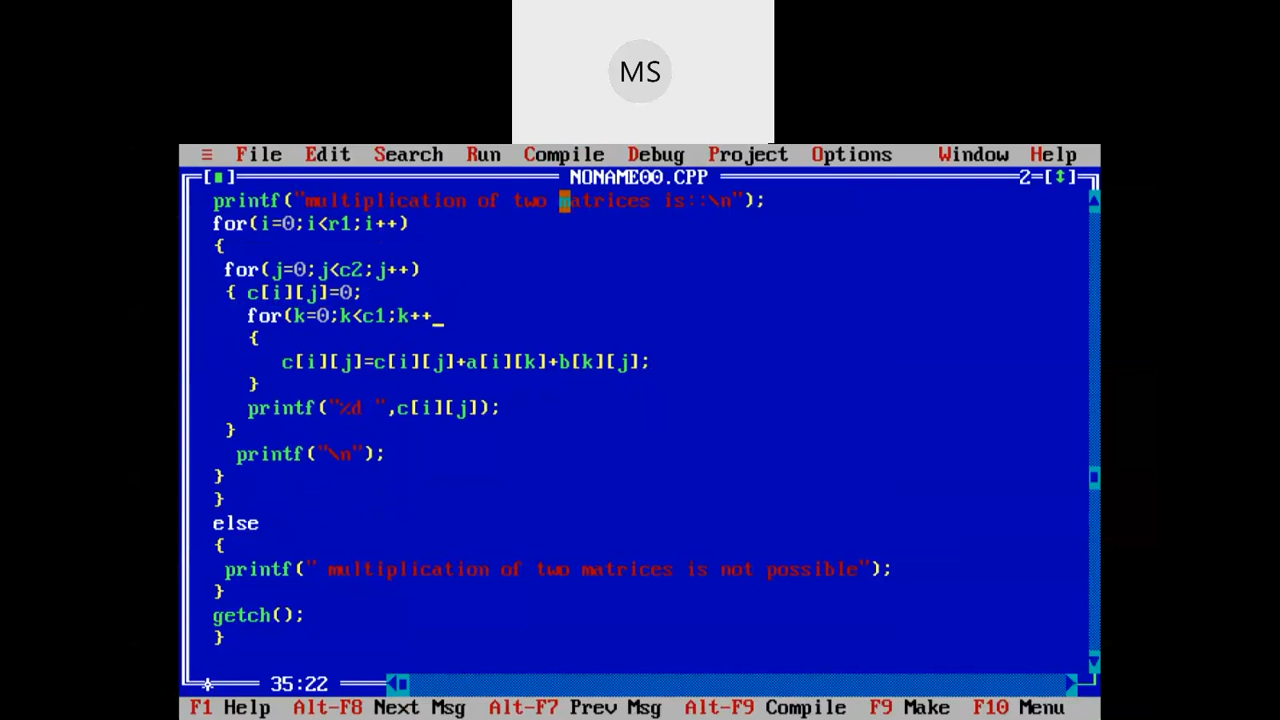 MS
≡ File Edit Search Run Compile Debug Project Options Window Help
[■] NONAME00.CPP 2-[↕]
printf("multiplication of two matrices is::\n");
for(i=0;i<r1;i++)
{
for(j=0;j<c2;j++)
{ c[i][j]=0;
for(k=0;k<c1;k++_
{
c[i][j]=c[i][j]+a[i][k]+b[k][j];
}
printf("%d ",c[i][j]);
}
printf("\n");
}
}
else
{
printf(" multiplication of two matrices is not possible");
}
getch();
}
35:22
F1 Help Alt-F8 Next Msg Alt-F7 Prev Msg Alt-F9 Compile F9 Make F10 Menu